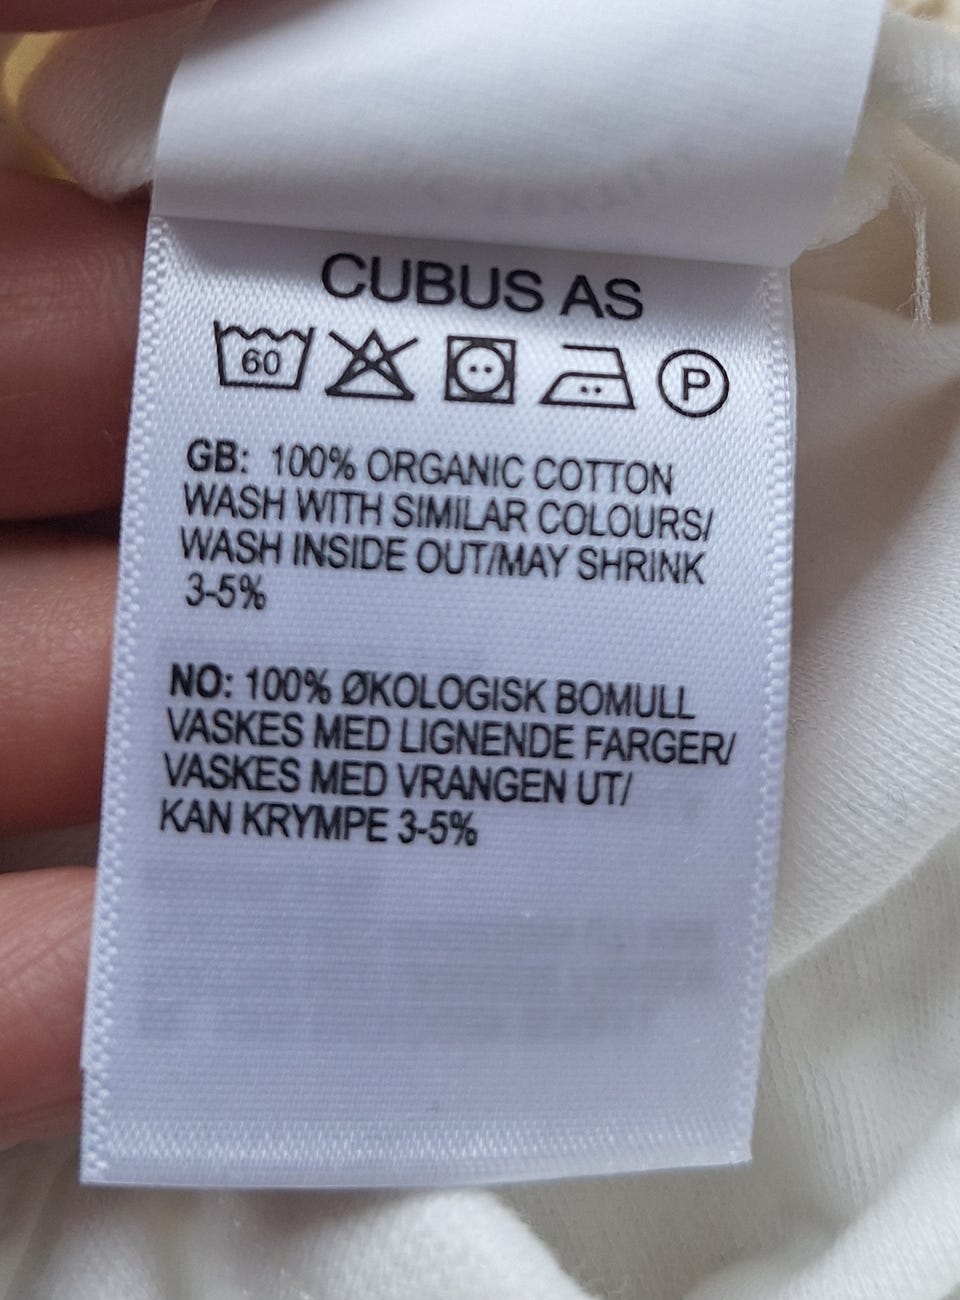 CUBUS AS
60 P
GB: 100% ORGANIC COTTON
WASH WITH SIMILAR COLOURS/
WASH INSIDE OUT/MAY SHRINK
3-5%
NO: 100% ØKOLOGISK BOMULL
VASKES MED LIGNENDE FARGER/
VASKES MED VRANGEN UT/
KAN KRYMPE 3-5%